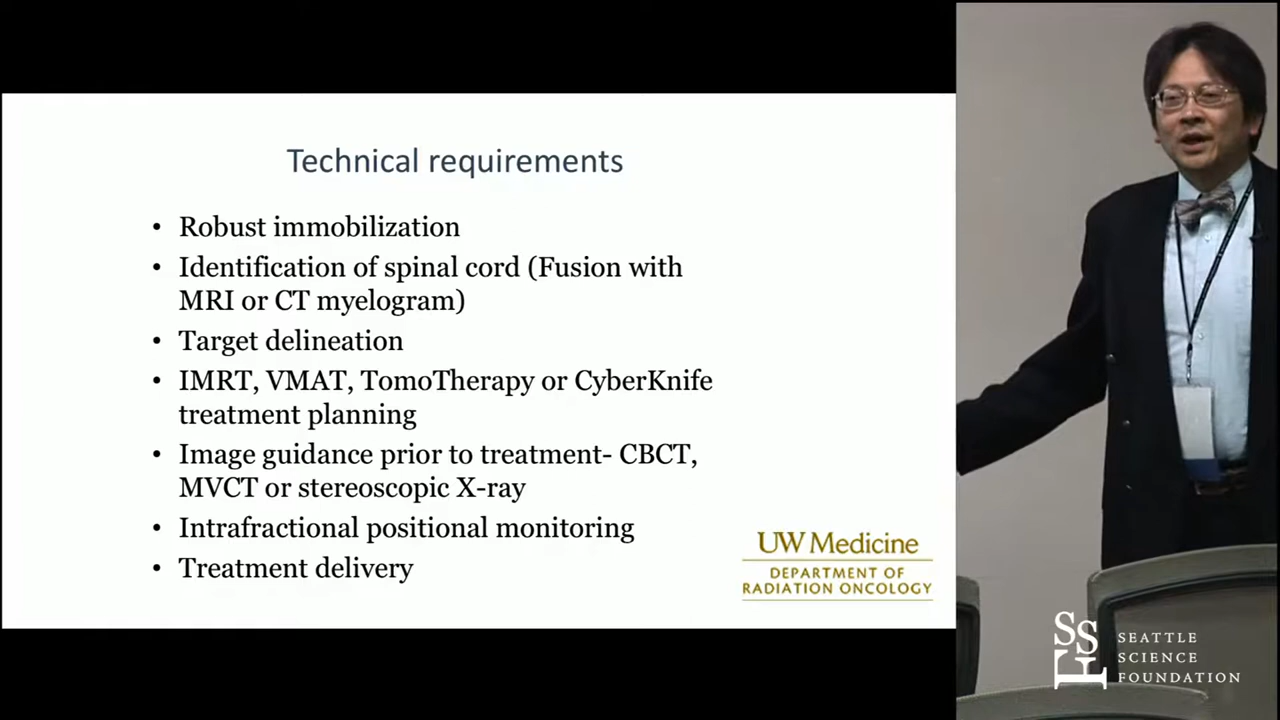 Technical requirements
• Robust immobilization
• Identification of spinal cord (Fusion with
MRI or CT myelogram)
• Target delineation
• IMRT, VMAT, TomoTherapy or CyberKnife
treatment planning
• Image guidance prior to treatment- CBCT,
MVCT or stereoscopic X-ray
• Intrafractional positional monitoring
• Treatment delivery
UW Medicine
DEPARTMENT OF
RADIATION ONCOLOGY
SSF
SEATTLE
SCIENCE
FOUNDATION